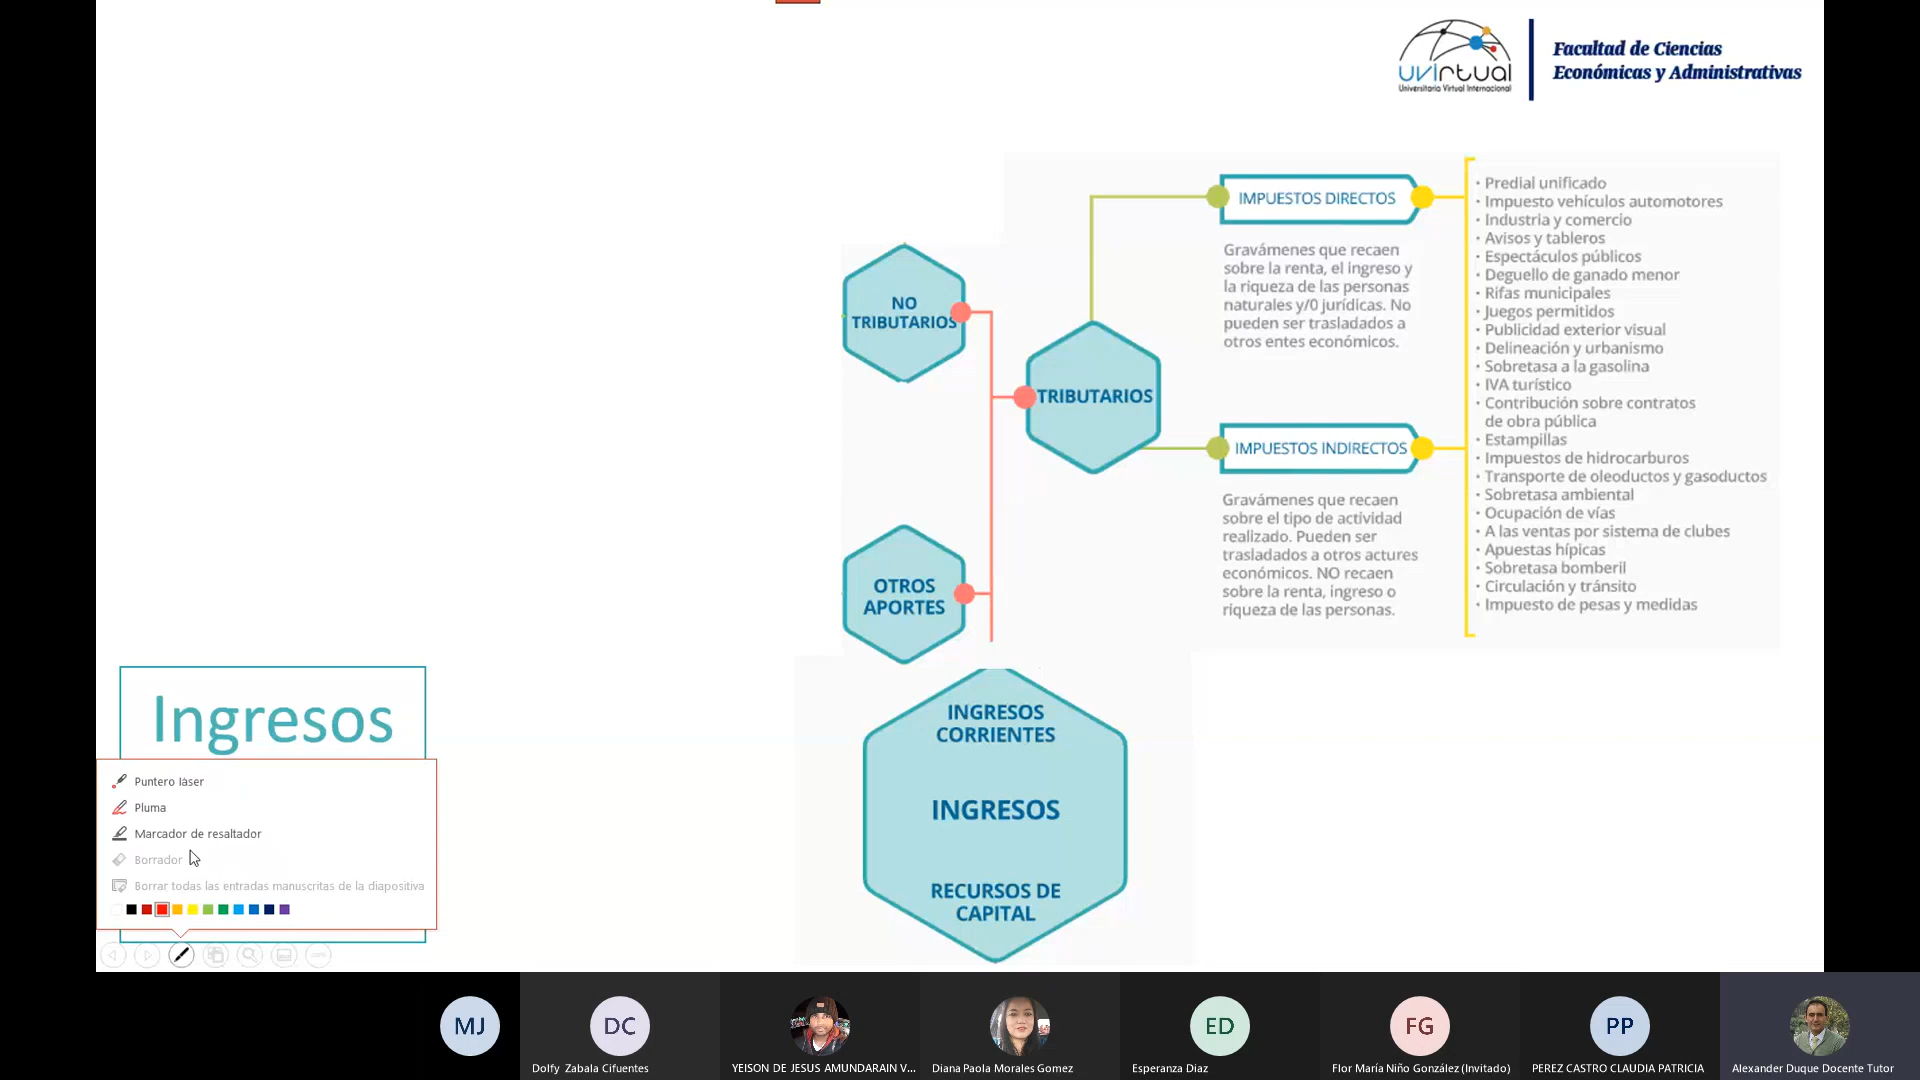 uvirtual
Universitaria Virtual Internacional
Facultad de Ciencias
Económicas y Administrativas
NO
TRIBUTARIOS
TRIBUTARIOS
OTROS
APORTES
IMPUESTOS DIRECTOS
Gravámenes que recaen
sobre la renta, el ingreso y
la riqueza de las personas
naturales y/0 jurídicas. No
pueden ser trasladados a
otros entes económicos.
IMPUESTOS INDIRECTOS
Gravámenes que recaen
sobre el tipo de actividad
realizado. Pueden ser
trasladados a otros actures
económicos. NO recaen
sobre la renta, ingreso o
riqueza de las personas.
· Predial unificado
· Impuesto vehículos automotores
· Industria y comercio
· Avisos y tableros
· Espectáculos públicos
· Deguello de ganado menor
· Rifas municipales
· Juegos permitidos
· Publicidad exterior visual
· Delineación y urbanismo
· Sobretasa a la gasolina
· IVA turístico
· Contribución sobre contratos
de obra pública
· Estampillas
· Impuestos de hidrocarburos
· Transporte de oleoductos y gasoductos
· Sobretasa ambiental
· Ocupación de vías
· A las ventas por sistema de clubes
· Apuestas hípicas
· Sobretasa bomberil
· Circulación y tránsito
· Impuesto de pesas y medidas
INGRESOS
CORRIENTES
INGRESOS
RECURSOS DE
CAPITAL
Ingresos
Puntero láser
Pluma
Marcador de resaltador
Borrador
Borrar todas las entradas manuscritas de la diapositiva
MJ
DC
Dolfy Zabala Cifuentes
YEISON DE JESUS AMUNDARAIN V...
Diana Paola Morales Gomez
ED
Esperanza Diaz
FG
Flor María Niño González (Invitado)
PP
PEREZ CASTRO CLAUDIA PATRICIA
Alexander Duque Docente Tutor